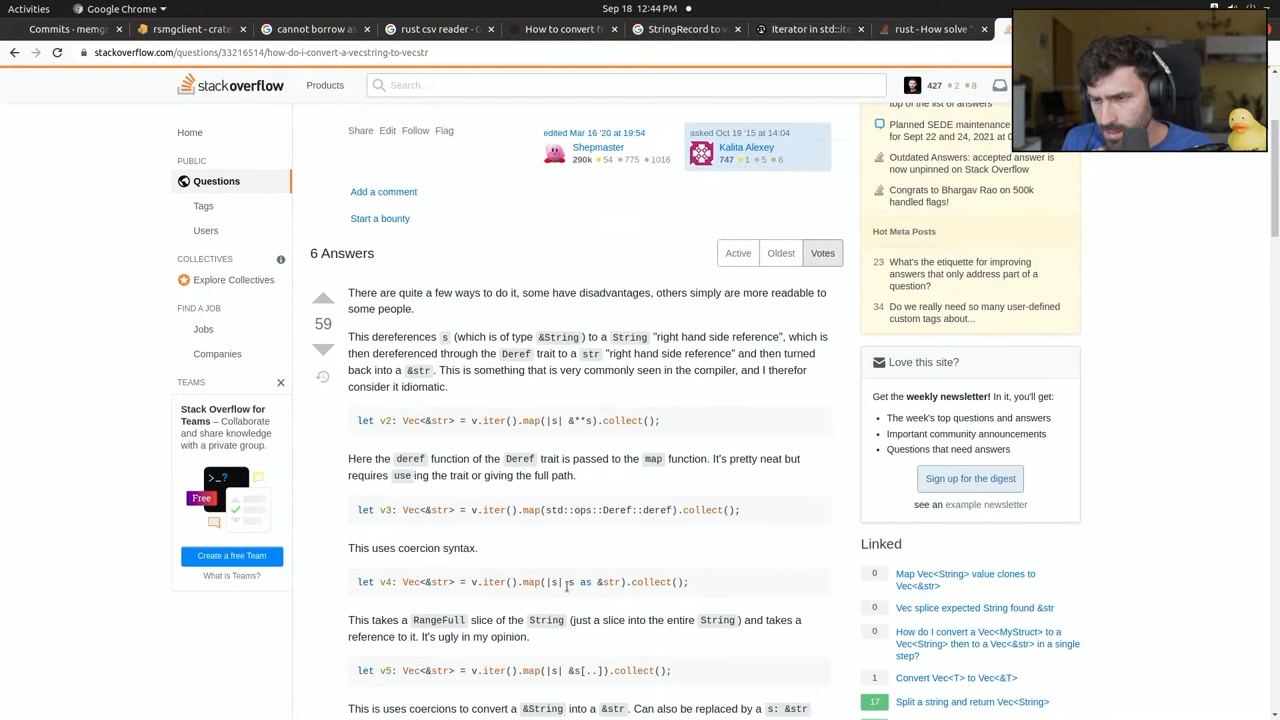 Activities
Google Chrome
Sep 18 12:44 PM
Commits - memg
rsmgclient - crate
cannot borrow as
rust csv reader - G
How to convert f
StringRecord to v
Iterator in std::ite
rust - How solve "
stackoverflow.com/questions/33216514/how-do-i-convert-a-vecstring-to-vecstr
stackoverflow
Products
Search...
427 2 8
Home
PUBLIC
Questions
Tags
Users
COLLECTIVES
Explore Collectives
FIND A JOB
Jobs
Companies
TEAMS
Stack Overflow for
Teams – Collaborate
and share knowledge
with a private group.
>_?
Free
Create a free Team
What is Teams?
Share Edit Follow Flag
edited Mar 16 '20 at 19:54
Shepmaster
290k 54 775 1016
asked Oct 19 '15 at 14:04
Kalita Alexey
747 1 5 6
Add a comment
Start a bounty
6 Answers
Active Oldest Votes
59
There are quite a few ways to do it, some have disadvantages, others simply are more readable to
some people.
This dereferences s (which is of type &String) to a String "right hand side reference", which is
then dereferenced through the Deref trait to a str "right hand side reference" and then turned
back into a &str. This is something that is very commonly seen in the compiler, and I therefor
consider it idiomatic.
let v2: Vec<&str> = v.iter().map(|s| &**s).collect();
Here the deref function of the Deref trait is passed to the map function. It's pretty neat but
requires useing the trait or giving the full path.
let v3: Vec<&str> = v.iter().map(std::ops::Deref::deref).collect();
This uses coercion syntax.
let v4: Vec<&str> = v.iter().map(|s| s as &str).collect();
This takes a RangeFull slice of the String (just a slice into the entire String) and takes a
reference to it. It's ugly in my opinion.
let v5: Vec<&str> = v.iter().map(|s| &s[..]).collect();
This is uses coercions to convert a &String into a &str. Can also be replaced by a s: &str
top of the list of answers
Planned SEDE maintenance
for Sept 22 and 24, 2021 at
Outdated Answers: accepted answer is
now unpinned on Stack Overflow
Congrats to Bhargav Rao on 500k
handled flags!
Hot Meta Posts
23 What's the etiquette for improving
answers that only address part of a
question?
34 Do we really need so many user-defined
custom tags about...
Love this site?
Get the weekly newsletter! In it, you'll get:
• The week's top questions and answers
• Important community announcements
• Questions that need answers
Sign up for the digest
see an example newsletter
Linked
0 Map Vec<String> value clones to
Vec<&str>
0 Vec splice expected String found &str
0 How do I convert a Vec<MyStruct> to a
Vec<String> then to a Vec<&str> in a single
step?
1 Convert Vec<T> to Vec<&T>
17 Split a string and return Vec<String>